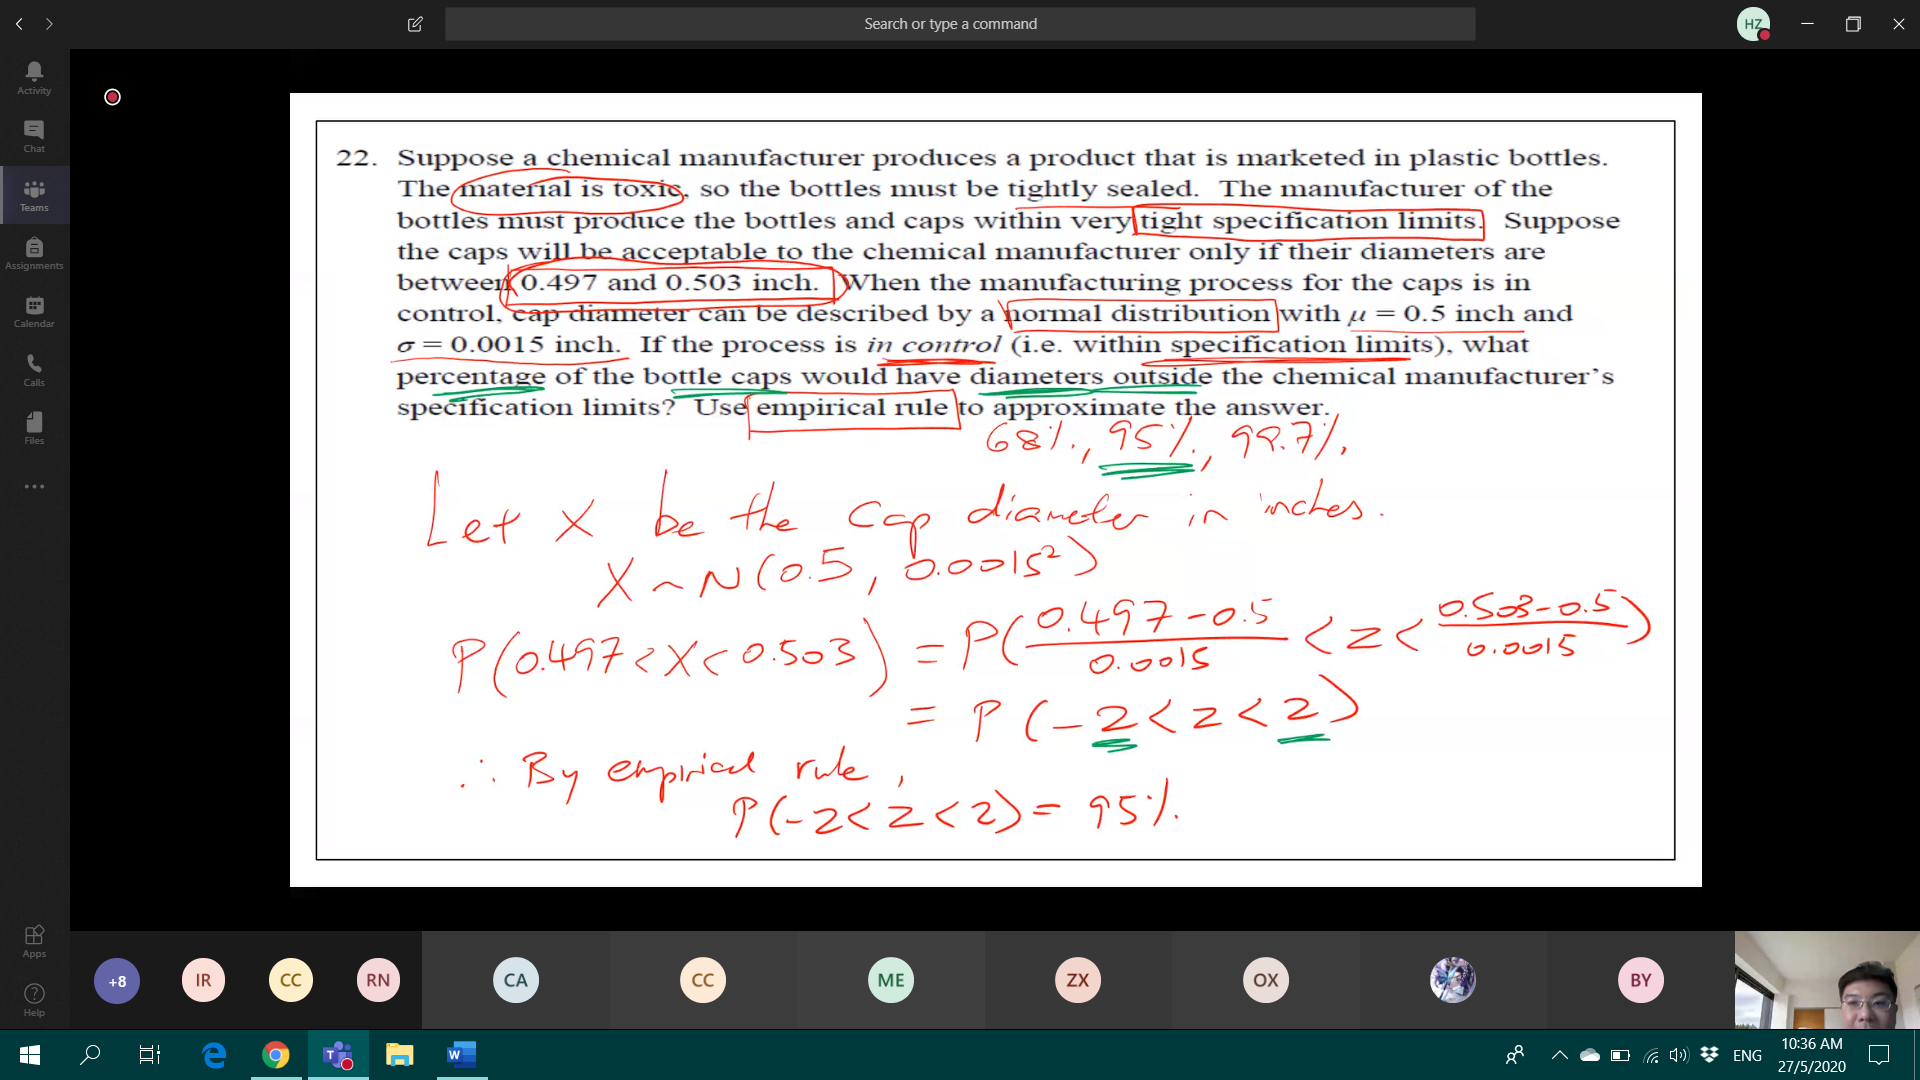 Search or type a command
HZ
Activity
Chat
Teams
Assignments
Calendar
Calls
Files
Apps
Help
22. Suppose a chemical manufacturer produces a product that is marketed in plastic bottles.
The material is toxic, so the bottles must be tightly sealed. The manufacturer of the
bottles must produce the bottles and caps within very tight specification limits. Suppose
the caps will be acceptable to the chemical manufacturer only if their diameters are
between 0.497 and 0.503 inch. When the manufacturing process for the caps is in
control, cap diameter can be described by a normal distribution with μ = 0.5 inch and
σ = 0.0015 inch. If the process is in control (i.e. within specification limits), what
percentage of the bottle caps would have diameters outside the chemical manufacturer's
specification limits? Use empirical rule to approximate the answer.
68%, 95%, 99.7%
Let X be the cap diameter in inches.
X ~ N(0.5, 0.0015²)
P(0.497 < X < 0.503) = P(0.497-0.5/0.0015 < z < 0.503-0.5/0.0015)
= P(-2 < z < 2)
∴ By empirical rule,
P(-2 < z < 2) = 95%
+8 IR CC RN CA CC ME ZX OX BY
ENG
10:36 AM
27/5/2020